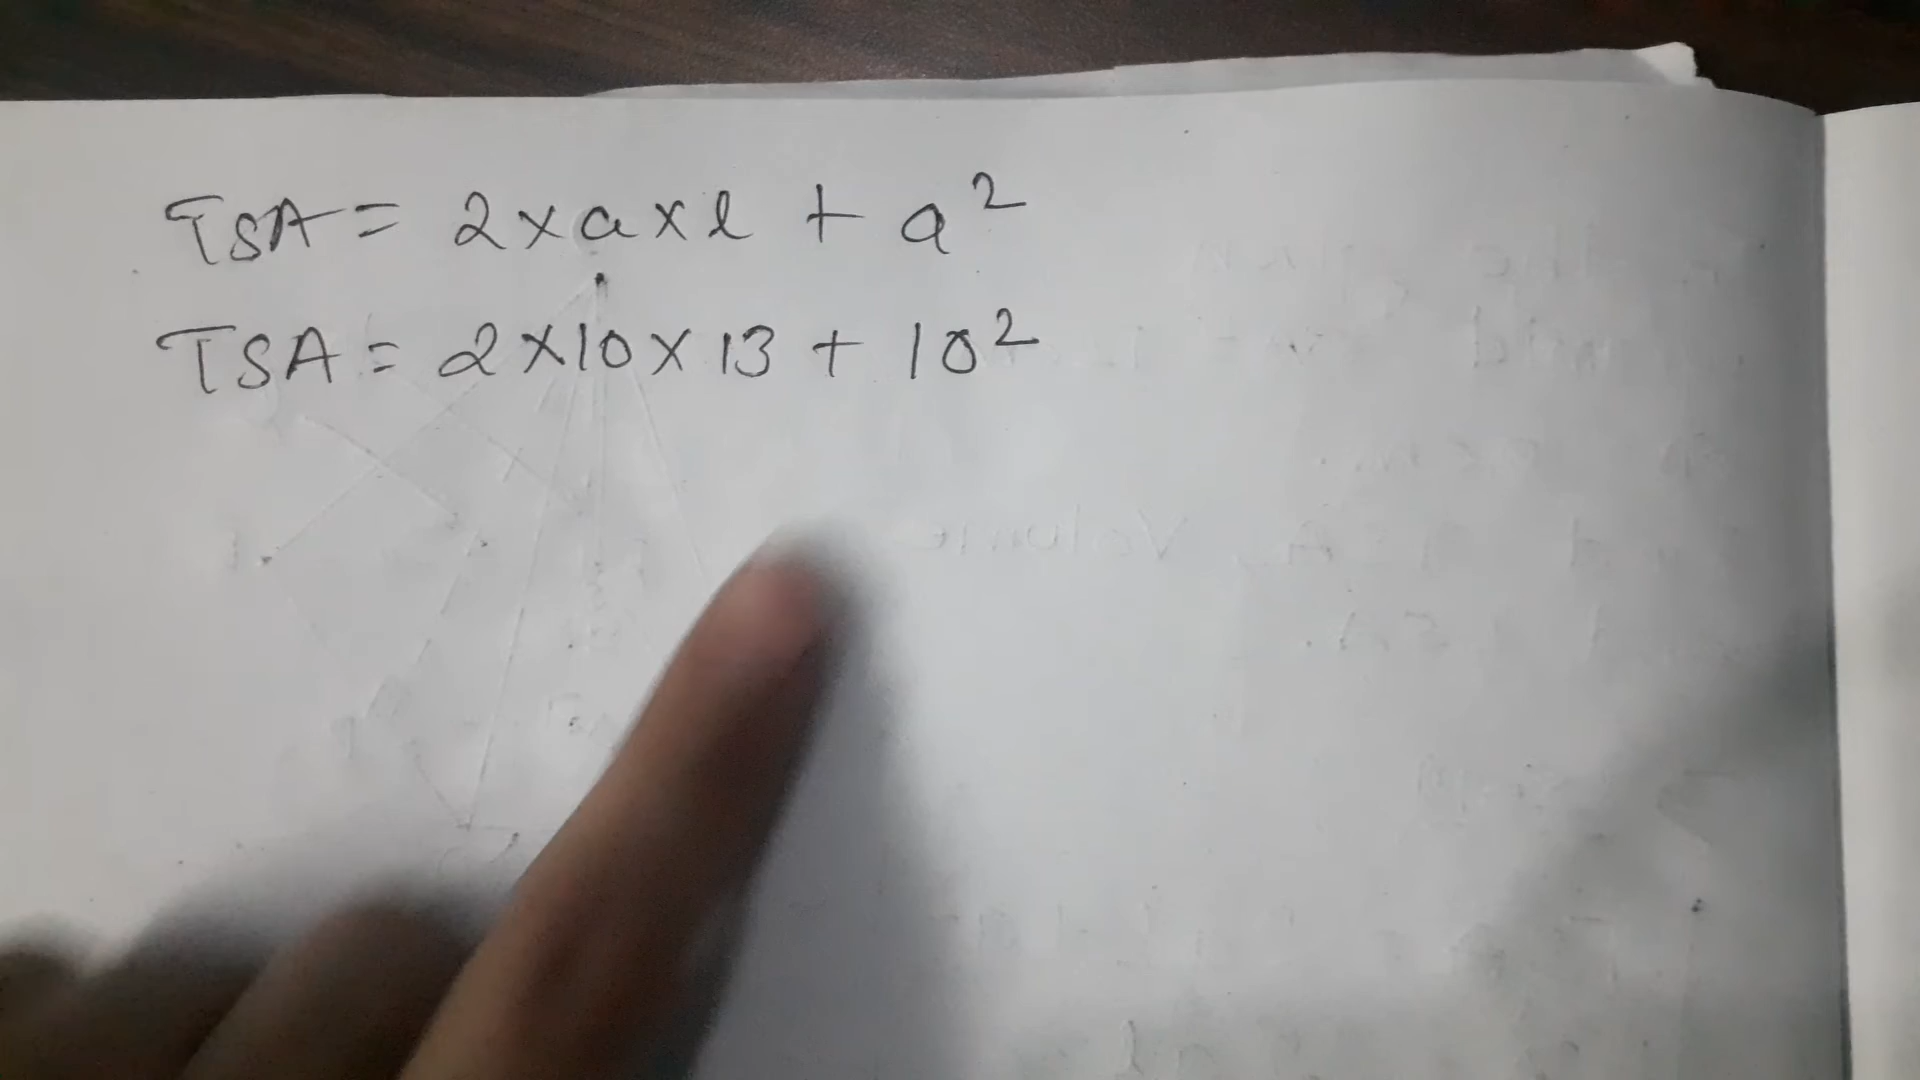 TSA = 2 × a × l + a²
TSA = 2 × 10 × 13 + 10²